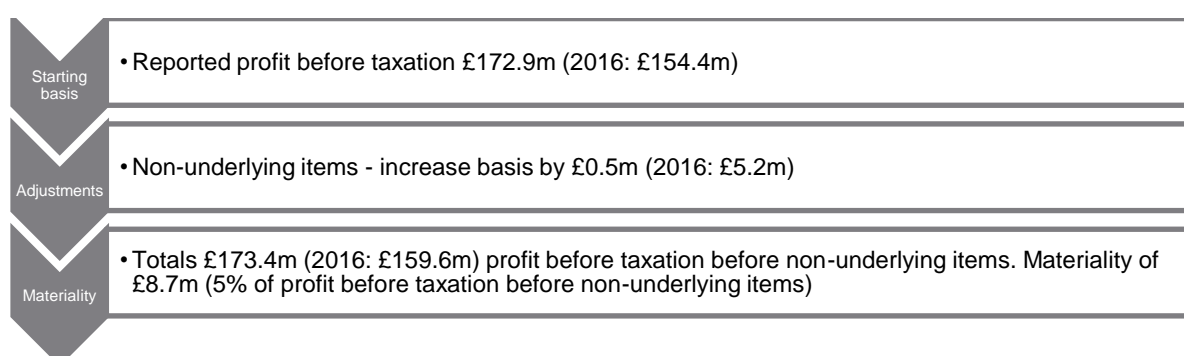 Starting
basis
• Reported profit before taxation £172.9m (2016: £154.4m)
Adjustments
• Non-underlying items - increase basis by £0.5m (2016: £5.2m)
Materiality
• Totals £173.4m (2016: £159.6m) profit before taxation before non-underlying items. Materiality of
£8.7m (5% of profit before taxation before non-underlying items)